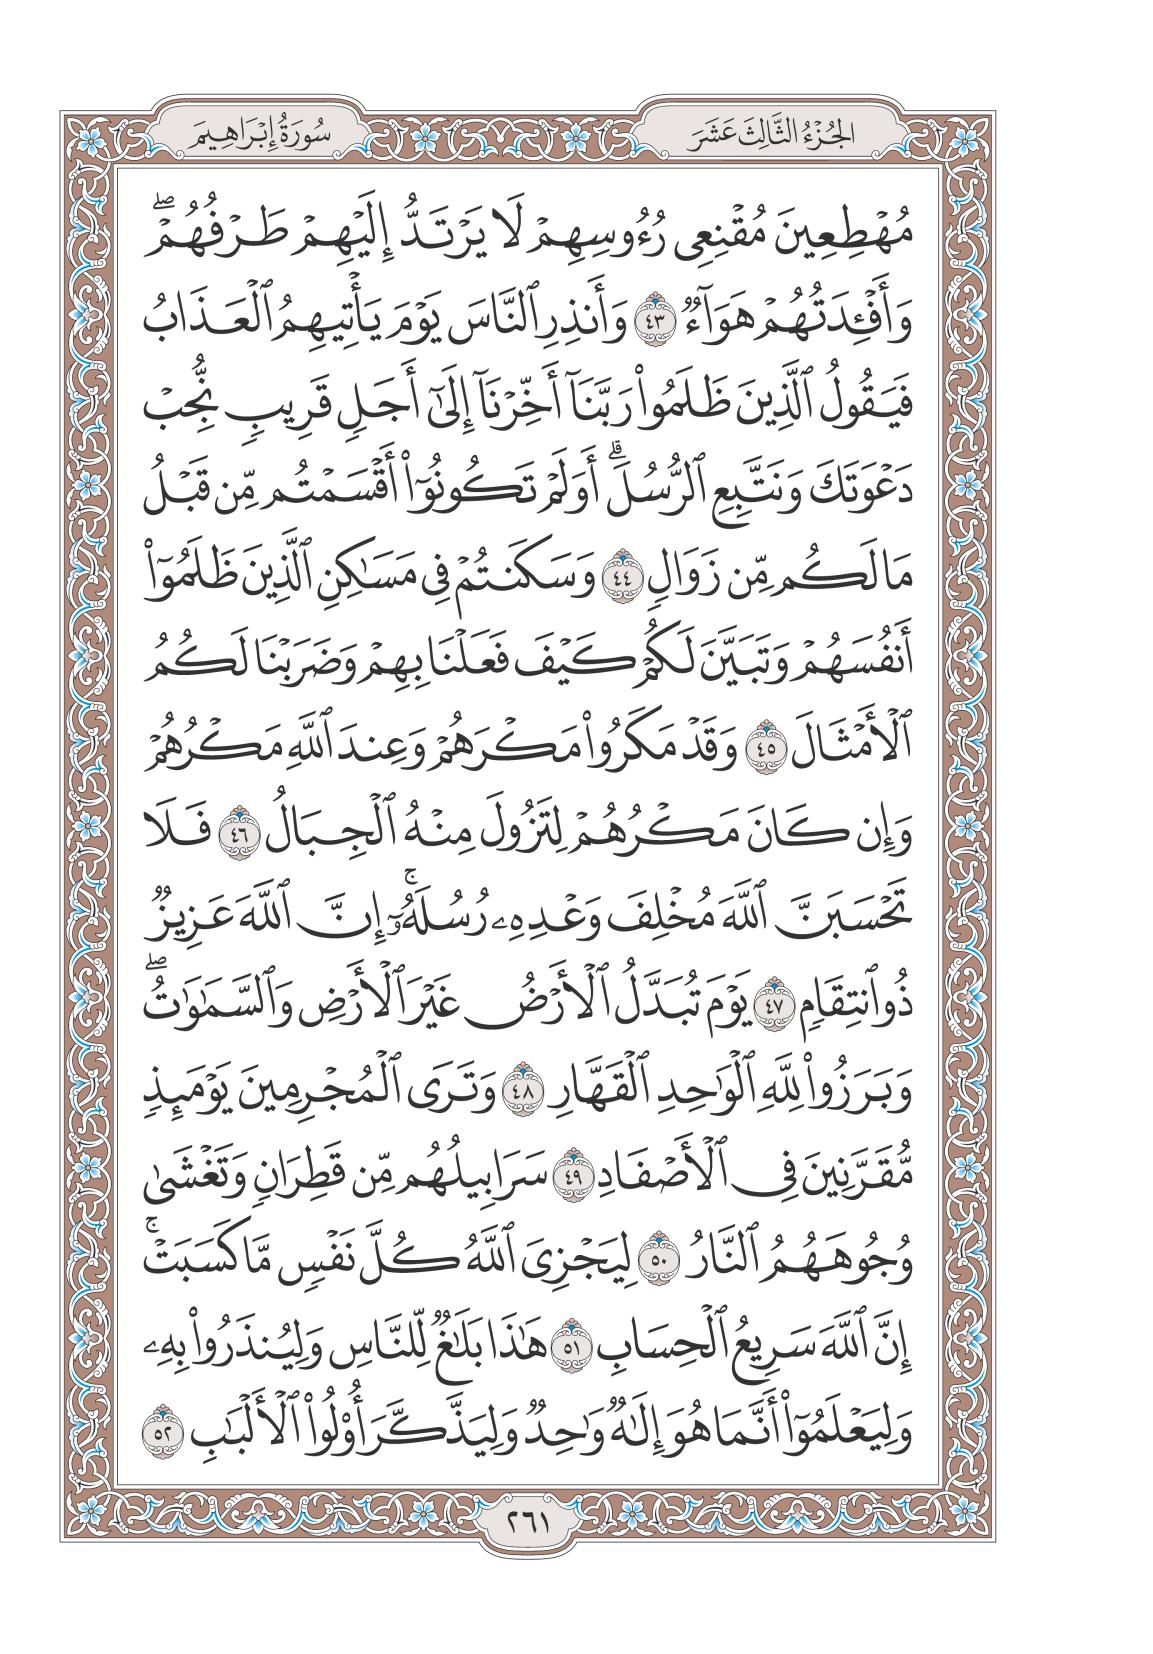 الجُزْءُ الثَّالِثَ عَشَرَ
سُورَةُ إِبْرَاهِيمَ
مُهْطِعِينَ مُقْنِعِى رُءُوسِهِمْ لَا يَرْتَدُّ إِلَيْهِمْ طَرْفُهُمْ ۖ
وَأَفْـِٔدَتُهُمْ هَوَآءٌ ٤٣ وَأَنذِرِ ٱلنَّاسَ يَوْمَ يَأْتِيهِمُ ٱلْعَذَابُ
فَيَقُولُ ٱلَّذِينَ ظَلَمُوا۟ رَبَّنَآ أَخِّرْنَآ إِلَىٰٓ أَجَلٍ قَرِيبٍ نُّجِبْ
دَعْوَتَكَ وَنَتَّبِعِ ٱلرُّسُلَ ۗ أَوَلَمْ تَكُونُوٓا۟ أَقْسَمْتُم مِّن قَبْلُ
مَا لَكُم مِّن زَوَالٍ ٤٤ وَسَكَنتُمْ فِى مَسَـٰكِنِ ٱلَّذِينَ ظَلَمُوٓا۟
أَنفُسَهُمْ وَتَبَيَّنَ لَكُمْ كَيْفَ فَعَلْنَا بِهِمْ وَضَرَبْنَا لَكُمُ
ٱلْأَمْثَالَ ٤٥ وَقَدْ مَكَرُوا۟ مَكْرَهُمْ وَعِندَ ٱللَّهِ مَكْرُهُمْ
وَإِن كَانَ مَكْرُهُمْ لِتَزُولَ مِنْهُ ٱلْجِبَالُ ٤٦ فَلَا
تَحْسَبَنَّ ٱللَّهَ مُخْلِفَ وَعْدِهِۦ رُسُلَهُۥٓ ۚ إِنَّ ٱللَّهَ عَزِيزٌ
ذُو ٱنتِقَامٍ ٤٧ يَوْمَ تُبَدَّلُ ٱلْأَرْضُ غَيْرَ ٱلْأَرْضِ وَٱلسَّمَـٰوَٰتُ ۖ
وَبَرَزُوا۟ لِلَّهِ ٱلْوَٰحِدِ ٱلْقَهَّارِ ٤٨ وَتَرَى ٱلْمُجْرِمِينَ يَوْمَئِذٍ
مُّقَرَّنِينَ فِى ٱلْأَصْفَادِ ٤٩ سَرَابِيلُهُم مِّن قَطِرَانٍ وَتَغْشَىٰ
وُجُوهَهُمُ ٱلنَّارُ ٥٠ لِيَجْزِىَ ٱللَّهُ كُلَّ نَفْسٍ مَّا كَسَبَتْ ۚ
إِنَّ ٱللَّهَ سَرِيعُ ٱلْحِسَابِ ٥١ هَـٰذَا بَلَـٰغٌ لِّلنَّاسِ وَلِيُنذَرُوا۟ بِهِۦ
وَلِيَعْلَمُوٓا۟ أَنَّمَا هُوَ إِلَـٰهٌ وَٰحِدٌ وَلِيَذَّكَّرَ أُو۟لُوا۟ ٱلْأَلْبَـٰبِ ٥٢
٢٦١